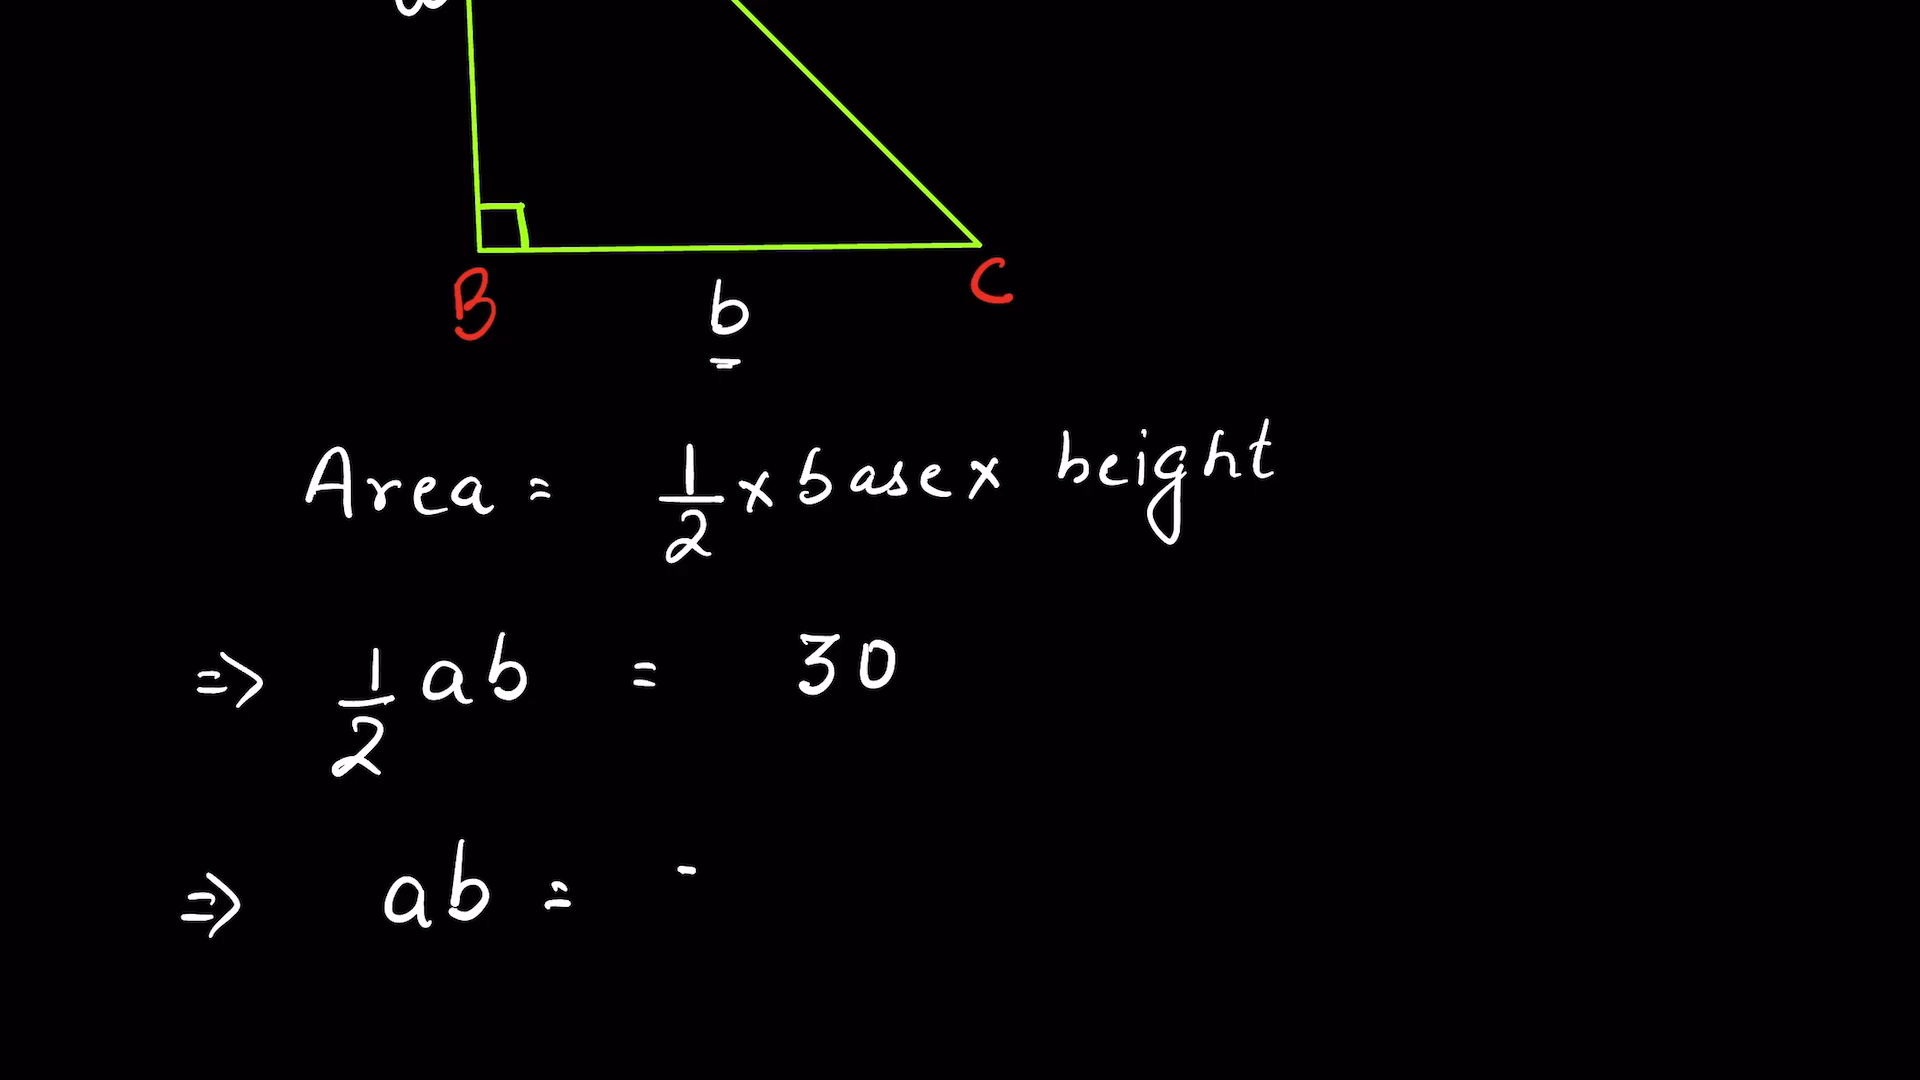 B
C
b
Area = 1/2 × base × height
=> 1/2 ab = 30
=> ab =